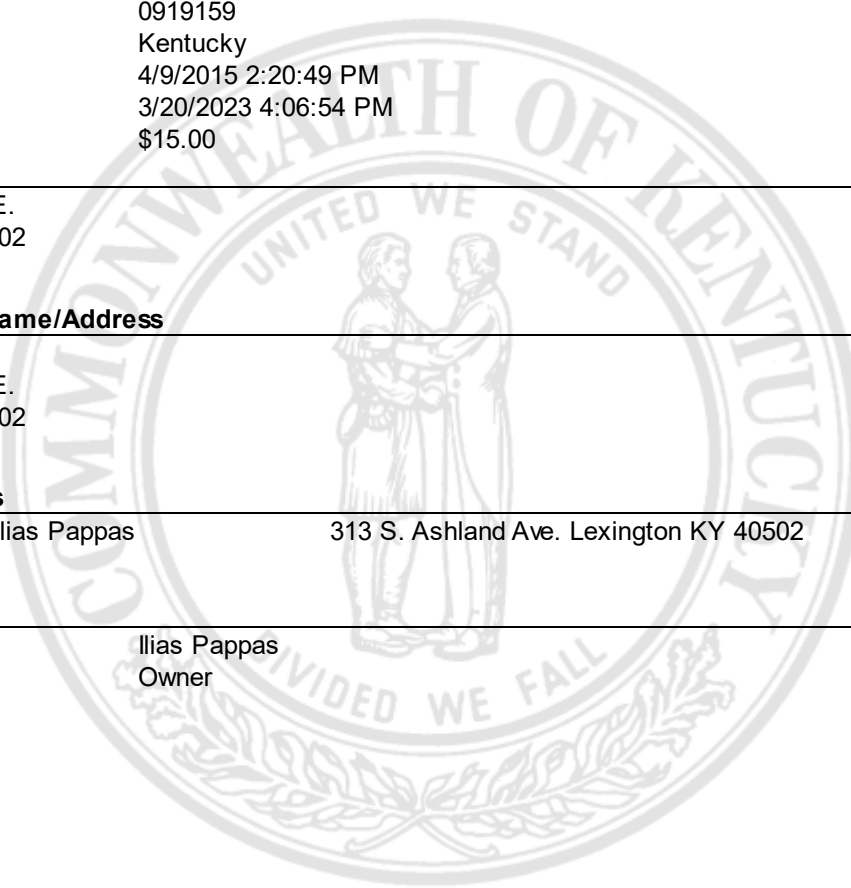 0919159
Kentucky
4/9/2015 2:20:49 PM
3/20/2023 4:06:54 PM
$15.00
E.
02
ame/Address
E.
02
s
lias Pappas 313 S. Ashland Ave. Lexington KY 40502
Ilias Pappas
Owner
COMMONWEALTH OF KENTUCKY
UNITED WE STAND
DIVIDED WE FALL